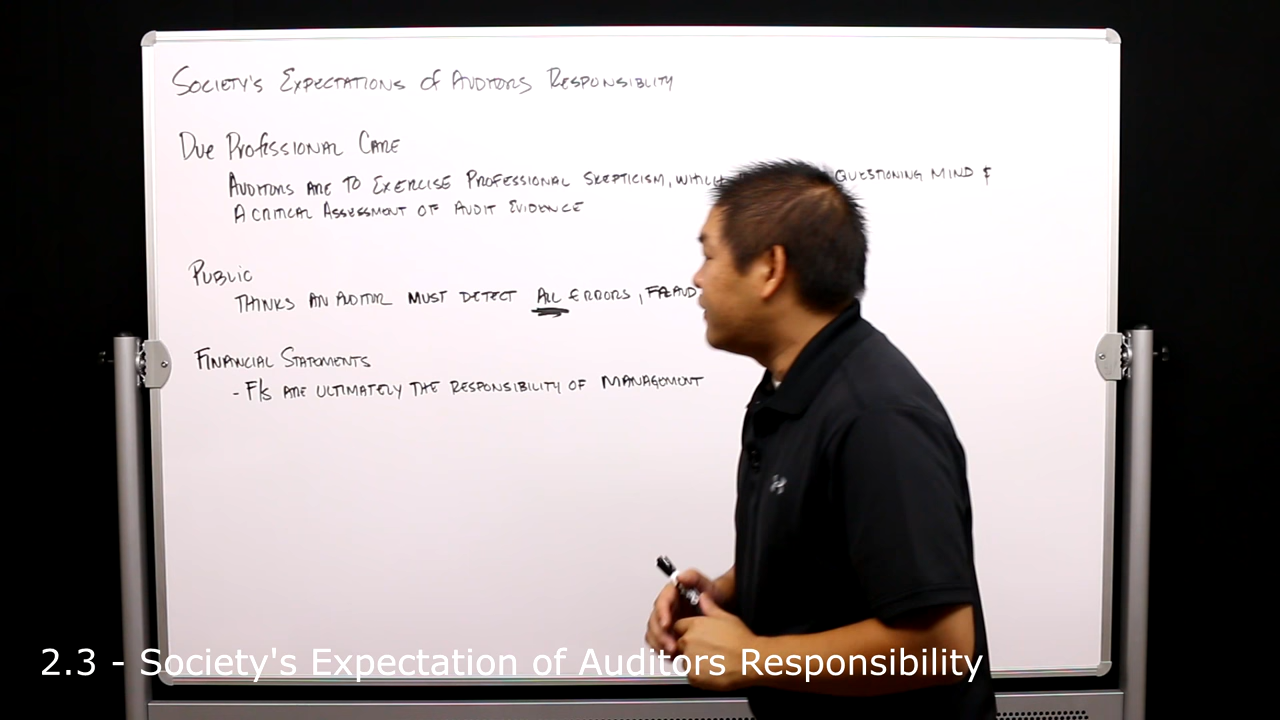 SOCIETY'S EXPECTATIONS OF AUDITORS RESPONSIBLITY
DUE PROFESSIONAL CARE
AUDITORS ARE TO EXERCISE PROFESSIONAL SKEPTICISM, WHICH QUESTIONING MIND &
A CRITICAL ASSESSMENT OF AUDIT EVIDENCE
PUBLIC
THINKS AN AUDITOR MUST DETECT ALL ERRORS, FRAUD
FINANCIAL STATEMENTS
- F/S ARE ULTIMATELY THE RESPONSIBILITY OF MANAGEMENT
2.3 - Society's Expectation of Auditors Responsibility